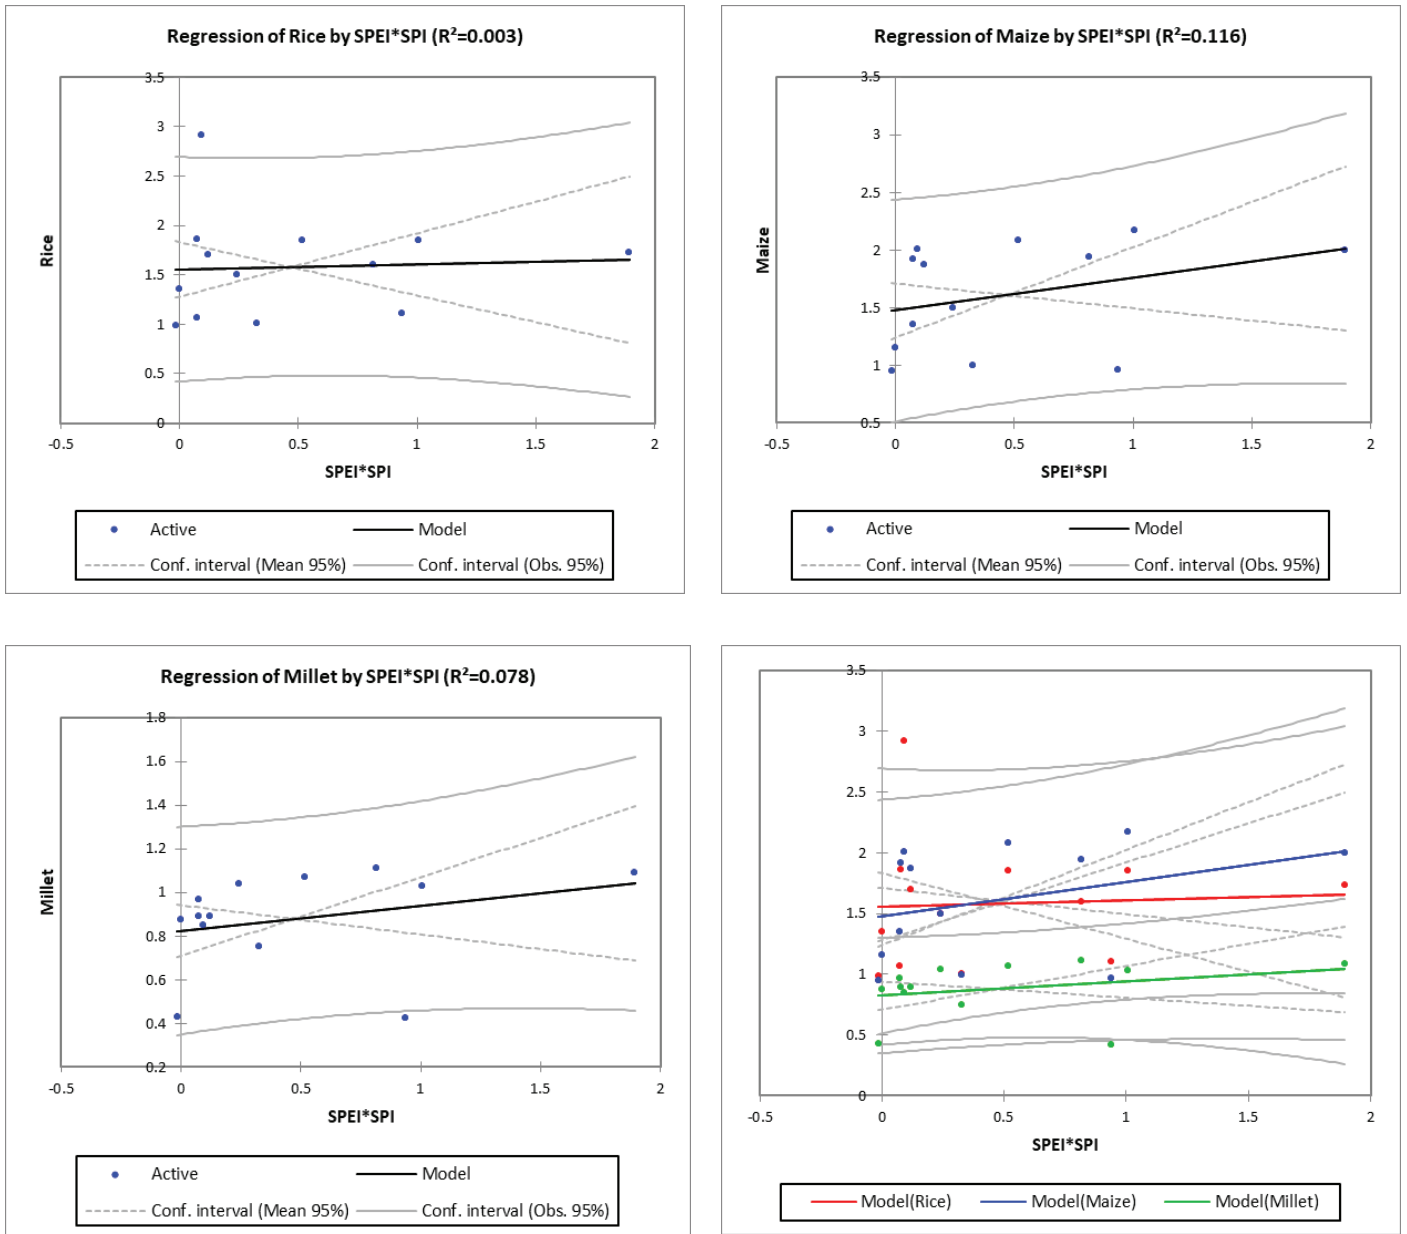 Regression of Rice by SPEI*SPI (R²=0.003)
3.5
3
2.5
2
1.5
1
0.5
0
Rice
-0.5 0 0.5 1 1.5 2
SPEI*SPI
Active Model
Conf. interval (Mean 95%) Conf. interval (Obs. 95%)
Regression of Maize by SPEI*SPI (R²=0.116)
3.5
3
2.5
2
1.5
1
0.5
Maize
-0.5 0 0.5 1 1.5 2
SPEI*SPI
Active Model
Conf. interval (Mean 95%) Conf. interval (Obs. 95%)
Regression of Millet by SPEI*SPI (R²=0.078)
1.8
1.6
1.4
1.2
1
0.8
0.6
0.4
0.2
Millet
-0.5 0 0.5 1 1.5 2
SPEI*SPI
Active Model
Conf. interval (Mean 95%) Conf. interval (Obs. 95%)
3.5
3
2.5
2
1.5
1
0.5
0
-0.5 0 0.5 1 1.5 2
SPEI*SPI
Model(Rice) Model(Maize) Model(Millet)